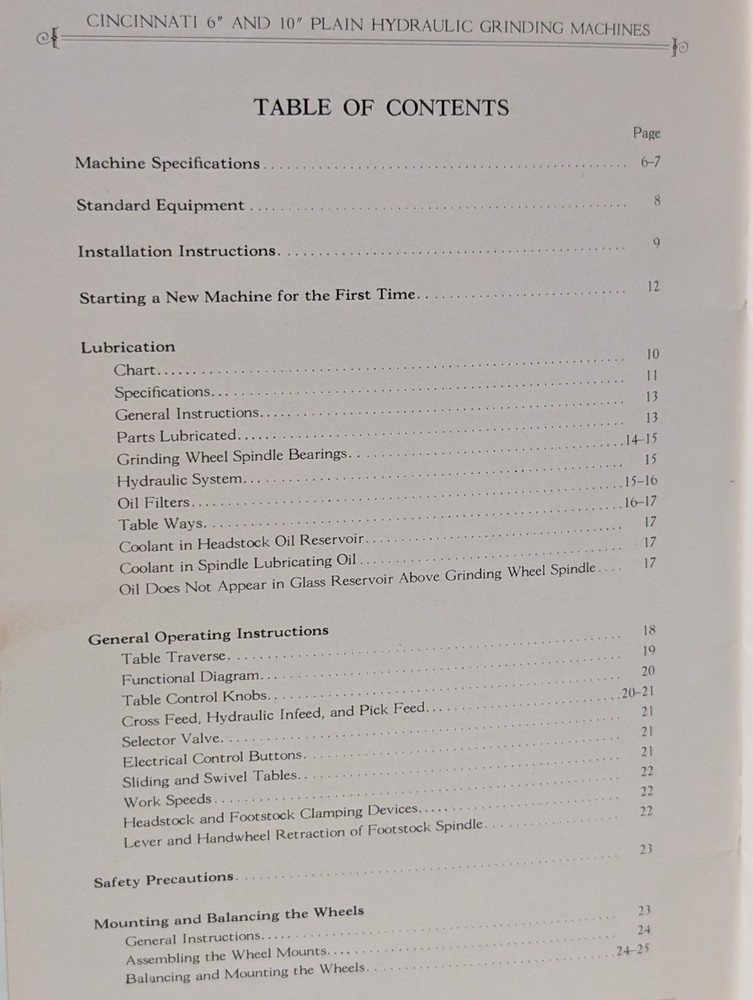 CINCINNATI 6″ AND 10″ PLAIN HYDRAULIC GRINDING MACHINES
TABLE OF CONTENTS
Page
Machine Specifications 6–7
Standard Equipment 8
Installation Instructions 9
Starting a New Machine for the First Time 12
Lubrication
Chart 10
Specifications 11
General Instructions 13
Parts Lubricated 13
Grinding Wheel Spindle Bearings 14–15
Hydraulic System 15
Oil Filters 15–16
Table Ways 16–17
Coolant in Headstock Oil Reservoir 17
Coolant in Spindle Lubricating Oil 17
Oil Does Not Appear in Glass Reservoir Above Grinding Wheel Spindle 17
General Operating Instructions
Table Traverse 18
Functional Diagram 19
Table Control Knobs 20
Cross Feed, Hydraulic Infeed, and Pick Feed 20–21
Selector Valve 21
Electrical Control Buttons 21
Sliding and Swivel Tables 21
Work Speeds 22
Headstock and Footstock Clamping Devices 22
Lever and Handwheel Retraction of Footstock Spindle 22
Safety Precautions 23
Mounting and Balancing the Wheels
General Instructions 23
Assembling the Wheel Mounts 24
Balancing and Mounting the Wheels 24–25